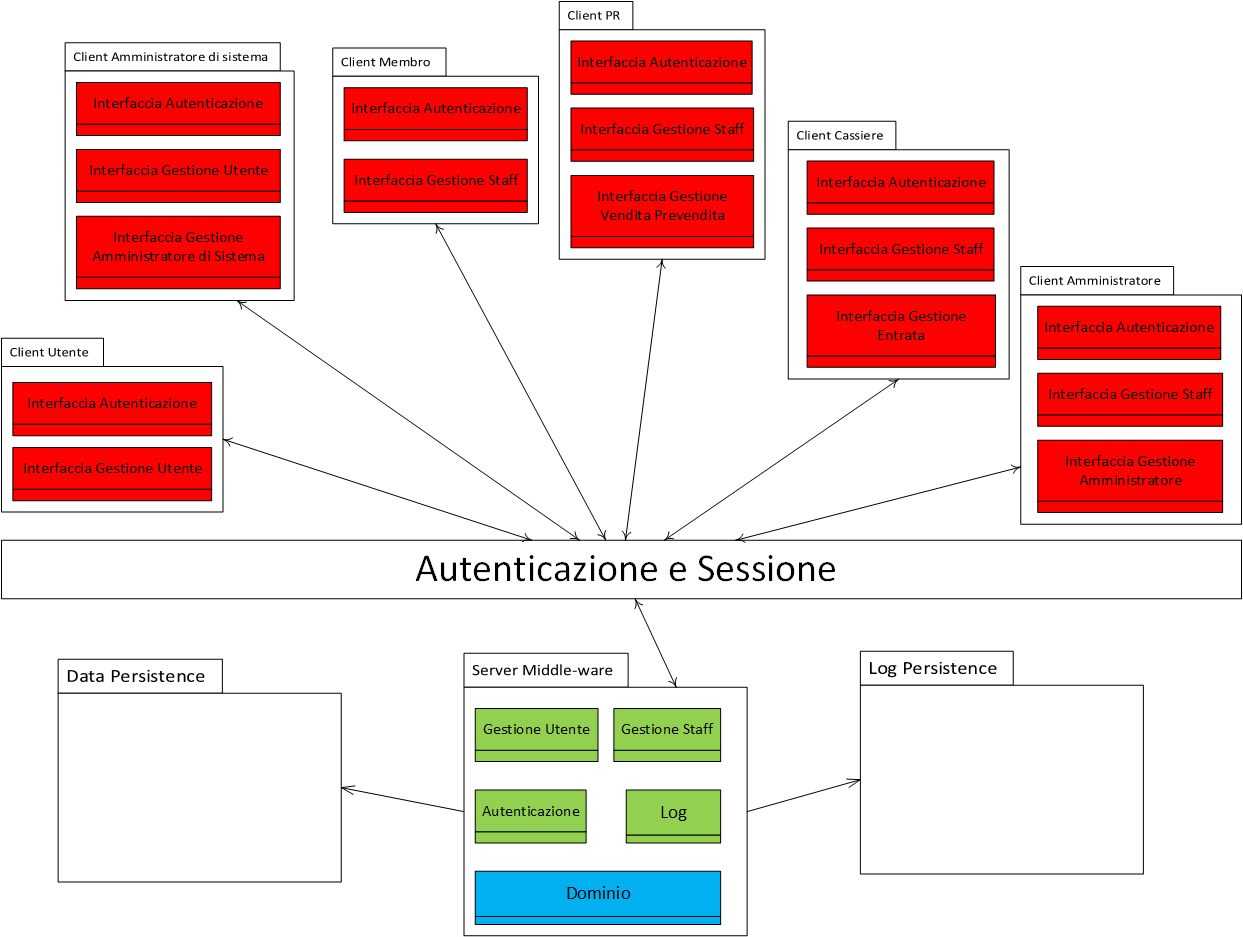 Client PR
Interfaccia Autenticazione
Interfaccia Gestione Staff
Interfaccia Gestione
Vendita Prevendita
Client Amministratore di sistema
Interfaccia Autenticazione
Interfaccia Gestione Utente
Interfaccia Gestione
Amministratore di Sistema
Client Membro
Interfaccia Autenticazione
Interfaccia Gestione Staff
Client Cassiere
Interfaccia Autenticazione
Interfaccia Gestione Staff
Interfaccia Gestione
Entrata
Client Amministratore
Interfaccia Autenticazione
Interfaccia Gestione Staff
Interfaccia Gestione
Amministratore
Client Utente
Interfaccia Autenticazione
Interfaccia Gestione Utente
Autenticazione e Sessione
Data Persistence
Server Middle-ware
Gestione Utente
Gestione Staff
Autenticazione
Log
Dominio
Log Persistence